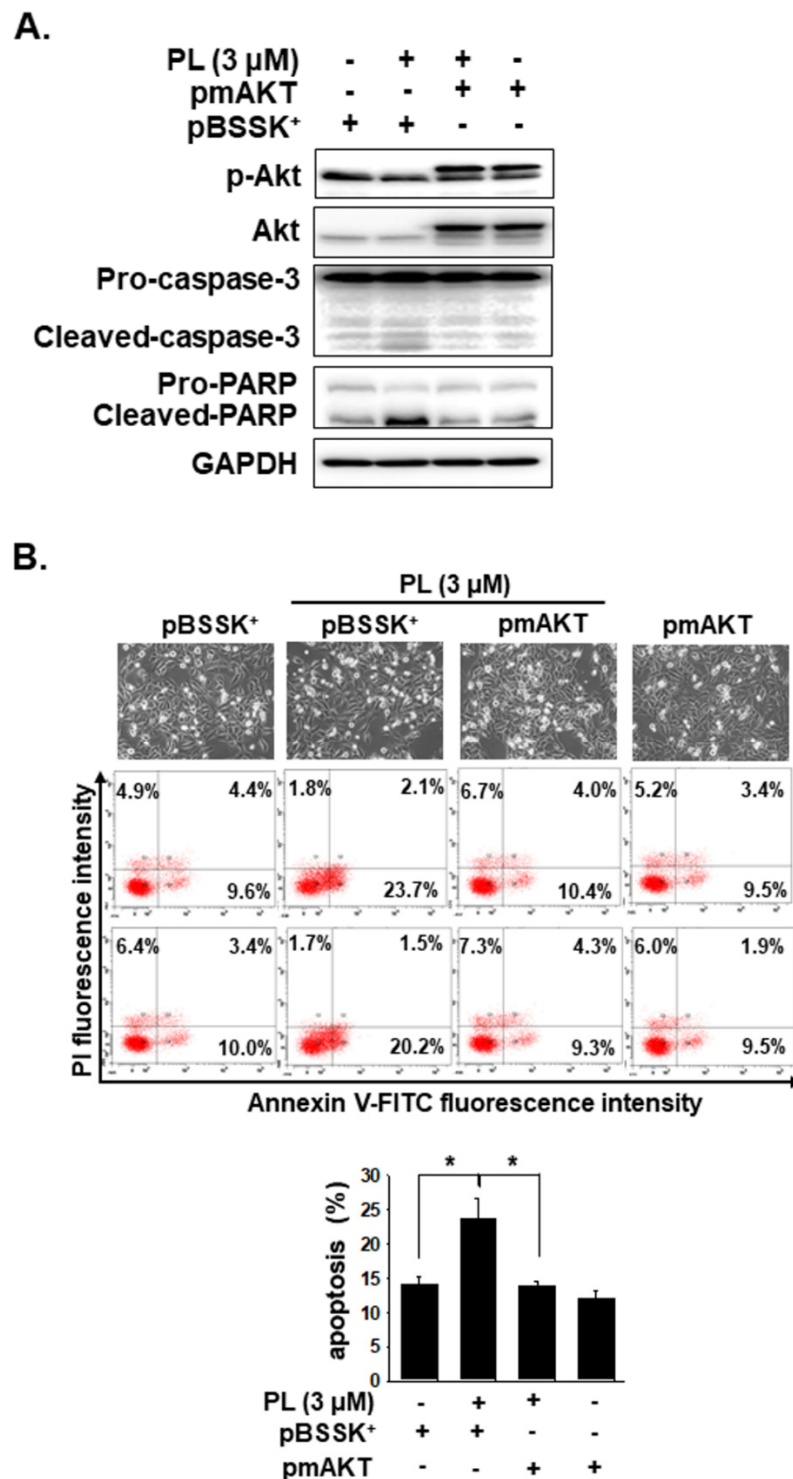 A.
PL (3 µM) - + + -
pmAKT - - + +
pBSSK+ + + - -
p-Akt
Akt
Pro-caspase-3
Cleaved-caspase-3
Pro-PARP
Cleaved-PARP
GAPDH
B.
PL (3 µM)
pBSSK+ pBSSK+ pmAKT pmAKT
4.9% 4.4% 1.8% 2.1% 6.7% 4.0% 5.2% 3.4%
9.6% 23.7% 10.4% 9.5%
6.4% 3.4% 1.7% 1.5% 7.3% 4.3% 6.0% 1.9%
10.0% 20.2% 9.3% 9.5%
PI fluorescence intensity
Annexin V-FITC fluorescence intensity
* *
apoptosis (%)
30
25
20
15
10
5
0
PL (3 µM) - + + -
pBSSK+ + + - -
pmAKT - - + +